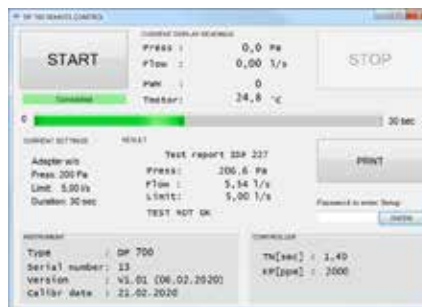 DP 700 REMOTE CONTROL
START
CURRENT DISPLAY READINGS
Press : 0,0 Pa
Flow : 0,00 l/s
PWM : 0
Tmotor: 24,8 °C
STOP
Connected
0 30 sec
CURRENT SETTINGS
Adapter w/o
Press: 200 Pa
Limit: 5,00 l/s
Duration: 30 sec
RESULT
Test report ID# 227
Press: 206,6 Pa
Flow : 5,54 l/s
Limit: 5,00 l/s
TEST NOT OK
PRINT
Password to enter Setup
INSTRUMENT
Type : DP 700
Serial number: 13
Version : v1.01 (06.02.2020)
Calibr date : 21.02.2020
CONTROLLER
TN[sec] : 1.40
KP[ppm] : 2000